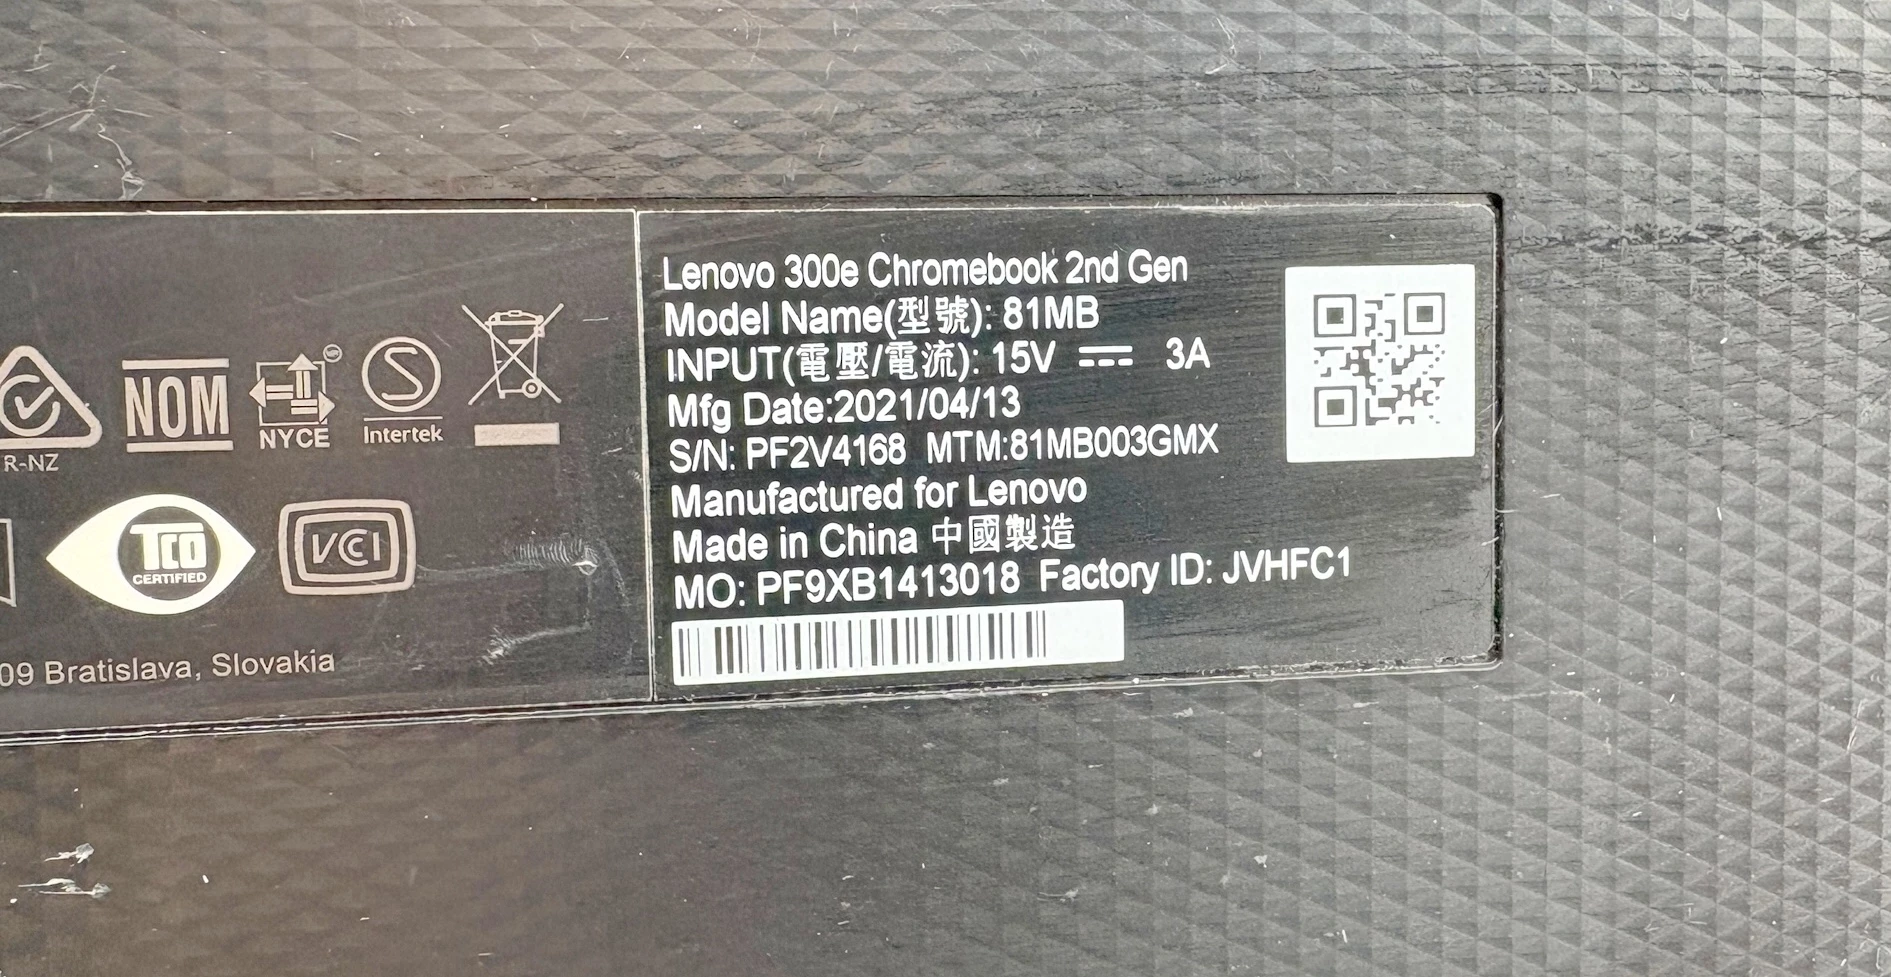 R-NZ
NOM
NYCE
Intertek
TCO
CERTIFIED
VCCI
09 Bratislava, Slovakia
Lenovo 300e Chromebook 2nd Gen
Model Name(型號): 81MB
INPUT(電壓/電流): 15V ⎓ 3A
Mfg Date:2021/04/13
S/N: PF2V4168 MTM:81MB003GMX
Manufactured for Lenovo
Made in China 中國製造
MO: PF9XB1413018 Factory ID: JVHFC1